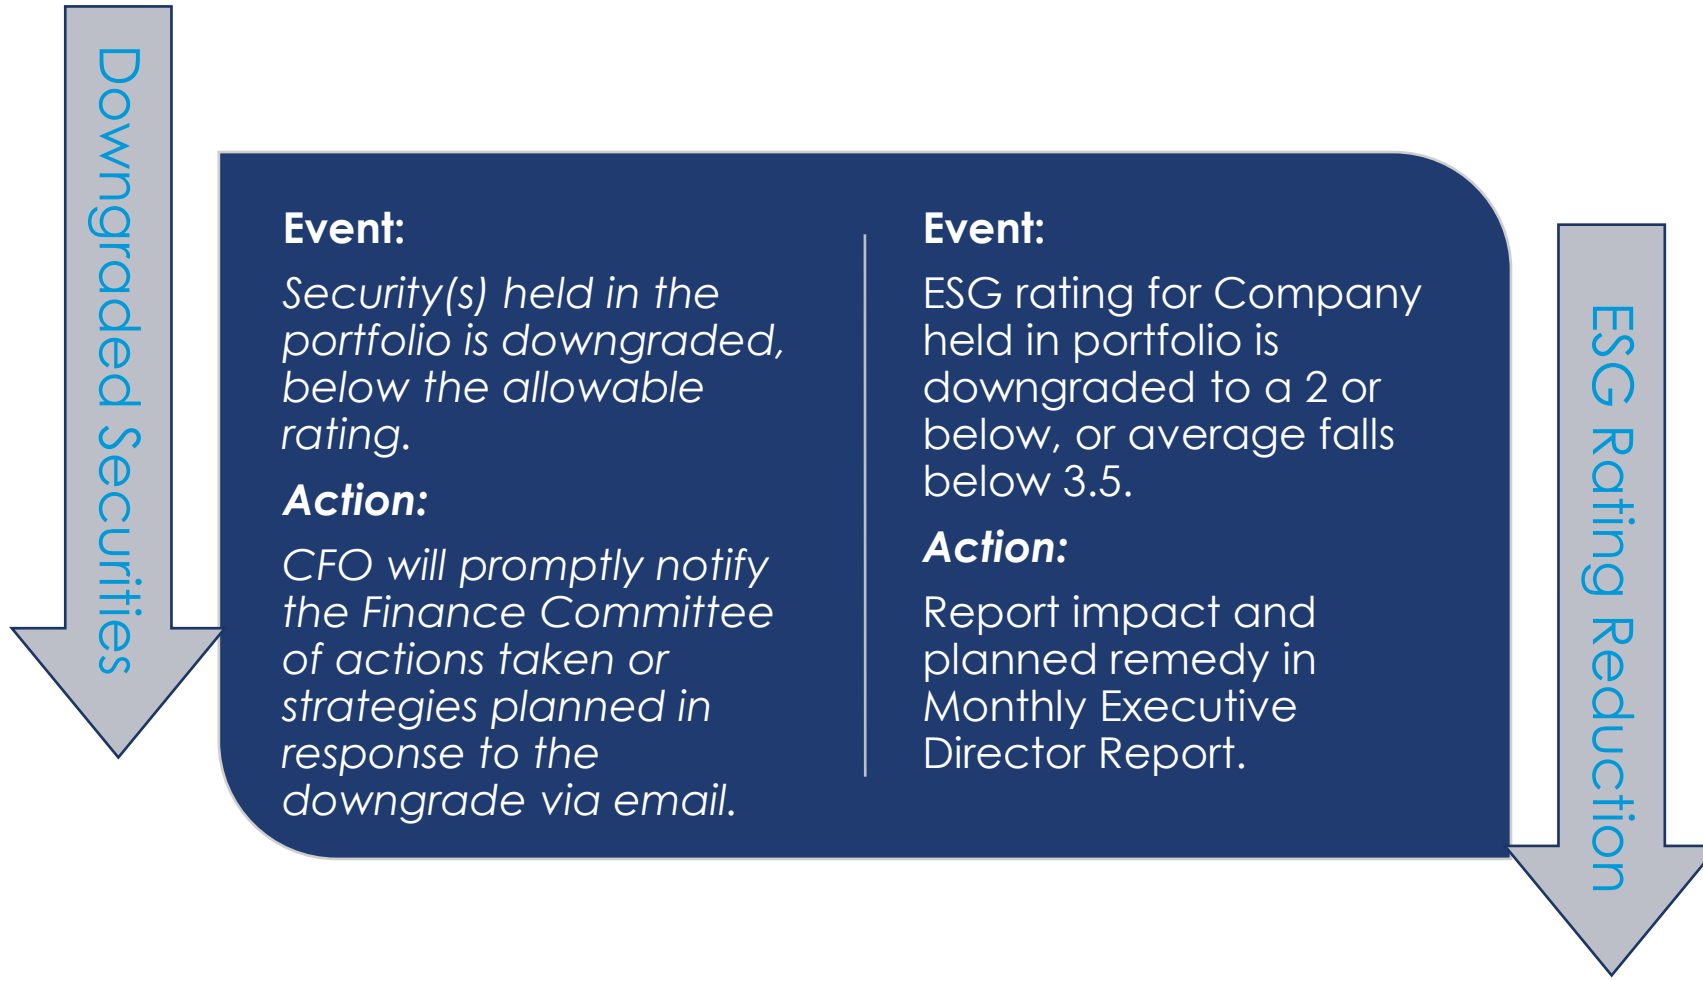 Downgraded Securities
Event:
Security(s) held in the
portfolio is downgraded,
below the allowable
rating.
Action:
CFO will promptly notify
the Finance Committee
of actions taken or
strategies planned in
response to the
downgrade via email.
Event:
ESG rating for Company
held in portfolio is
downgraded to a 2 or
below, or average falls
below 3.5.
Action:
Report impact and
planned remedy in
Monthly Executive
Director Report.
ESG Rating Reduction